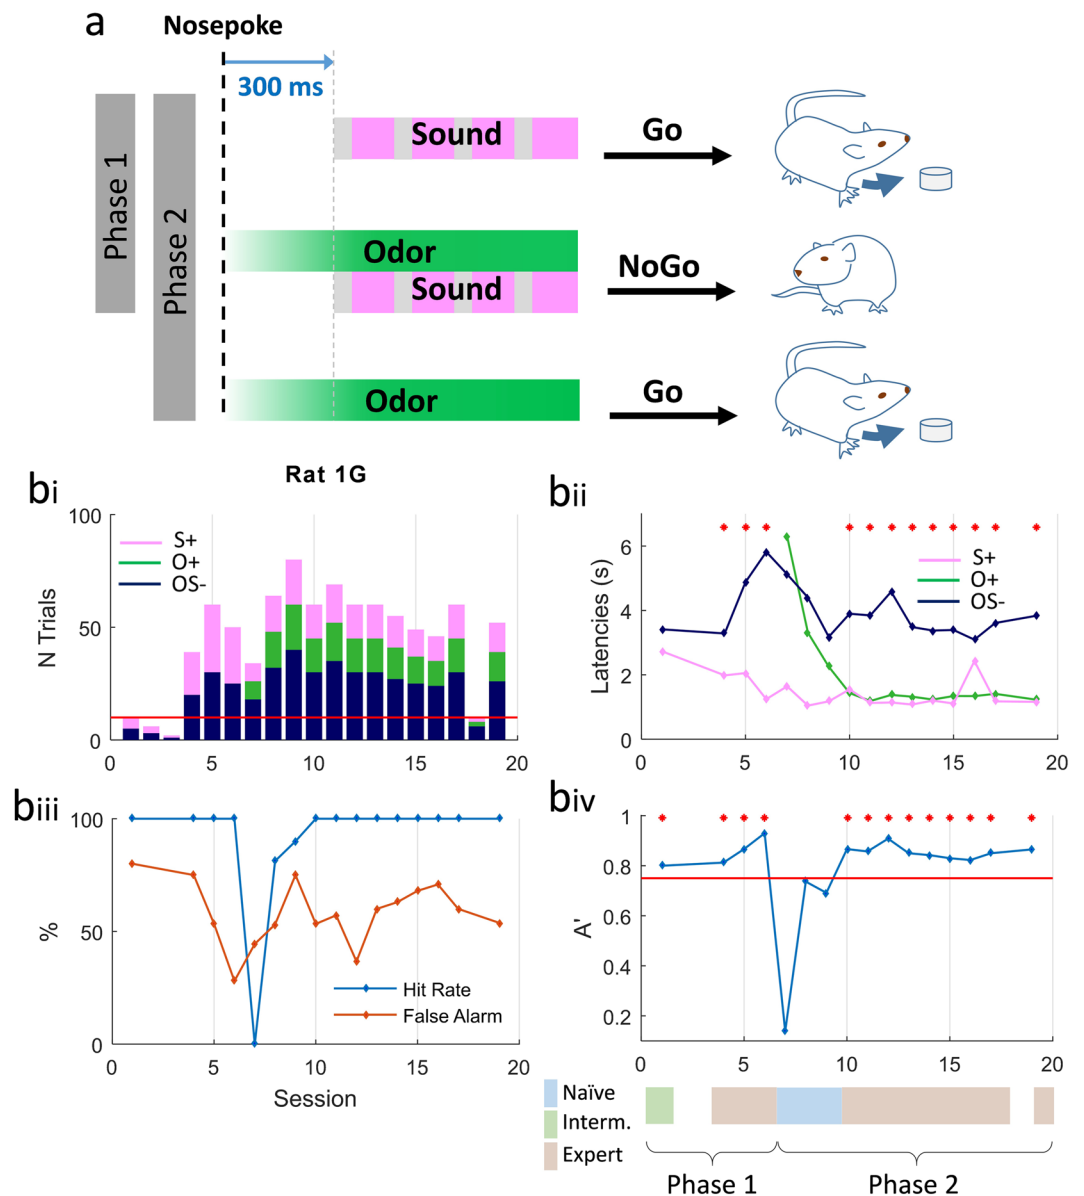 a
Nosepoke
300 ms
Phase 1
Phase 2
Sound
Go
Odor
Sound
NoGo
Odor
Go
bi
Rat 1G
100
50
0
N Trials
S+
O+
OS-
0 5 10 15 20
bii
6
4
2
0
Latencies (s)
S+
O+
OS-
0 5 10 15 20
biii
100
50
0
%
Hit Rate
False Alarm
0 5 10 15 20
Session
biv
1
0.8
0.6
0.4
0.2
A'
0 5 10 15 20
Naïve
Interm.
Expert
Phase 1 Phase 2